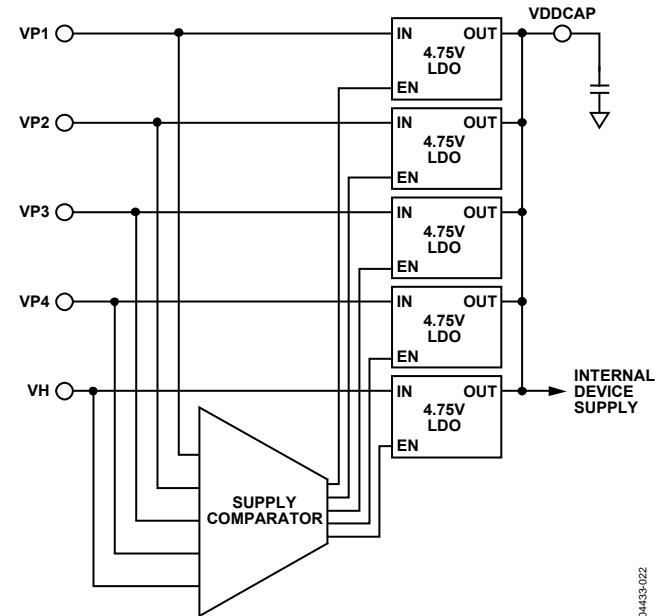 VP1
IN
OUT
4.75V
LDO
EN
VDDCAP
VP2
IN
OUT
4.75V
LDO
EN
VP3
IN
OUT
4.75V
LDO
EN
VP4
IN
OUT
4.75V
LDO
EN
VH
IN
OUT
4.75V
LDO
EN
INTERNAL
DEVICE
SUPPLY
SUPPLY
COMPARATOR
04433-022